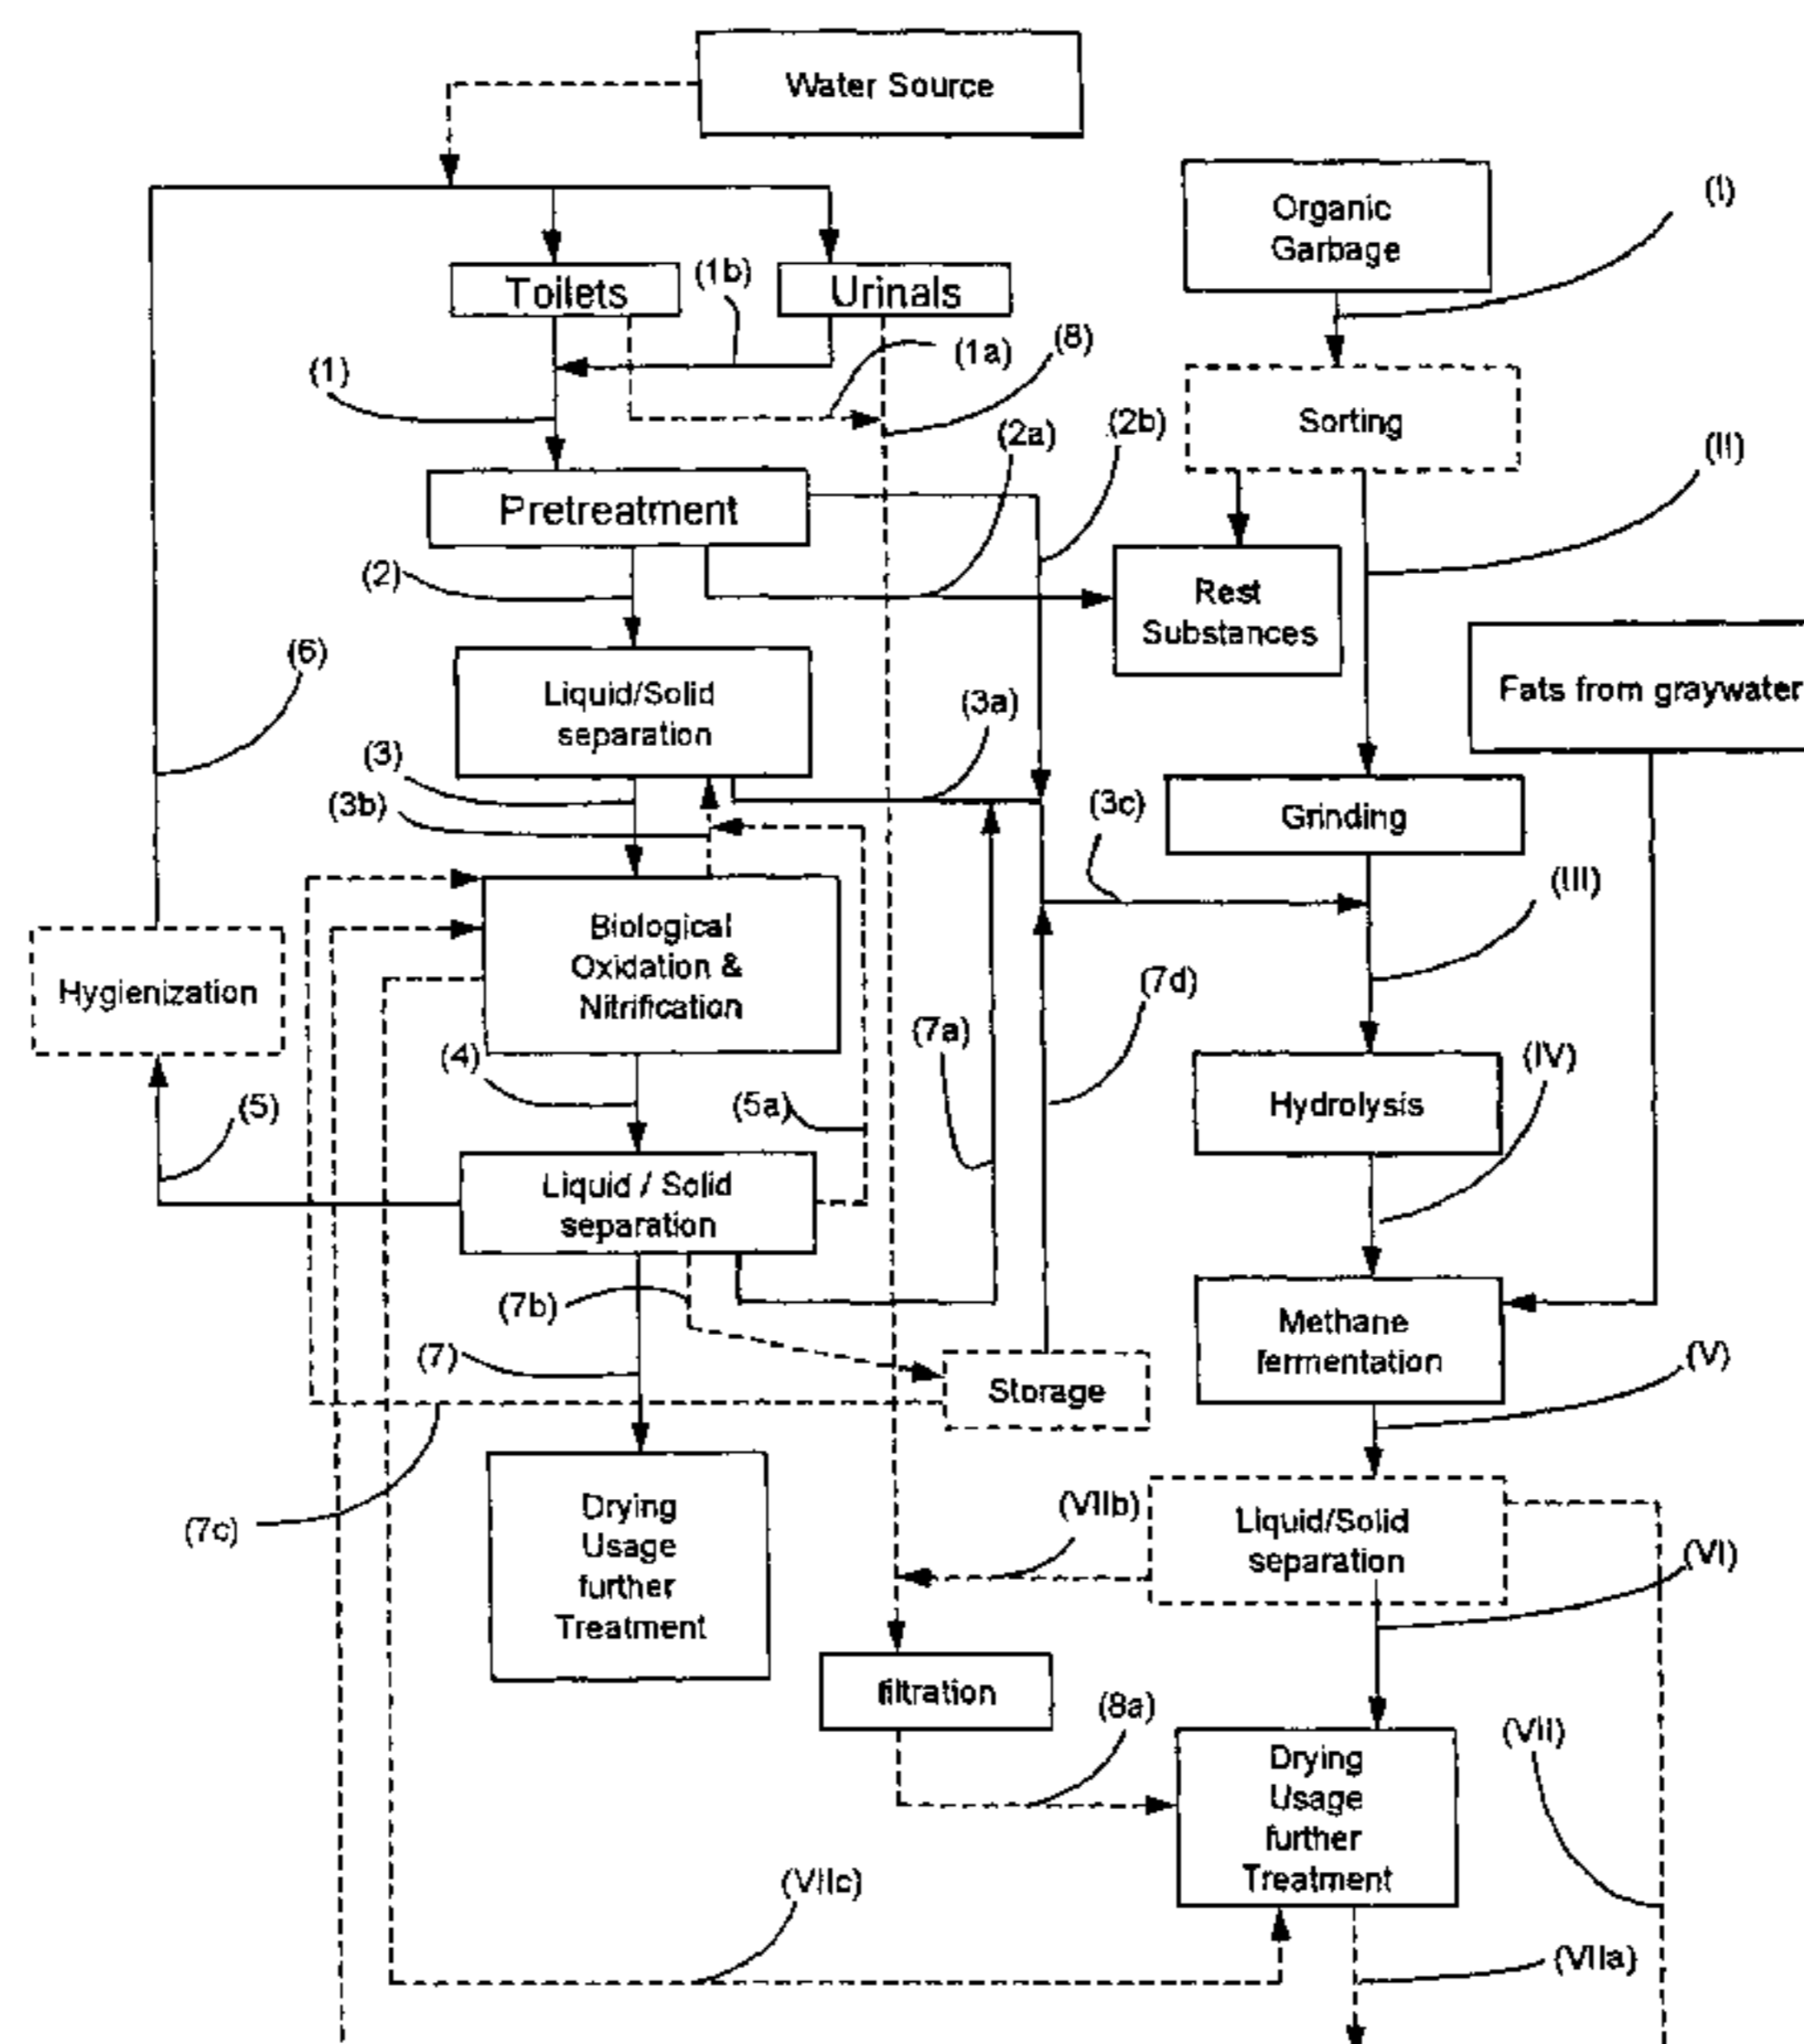 Water Source
Organic
Garbage
(I)
Toilets
(1b)
Urinals
(1)
(1a)
(8)
Sorting
(2a)
(2b)
(II)
Pretreatment
(2)
Rest
Substances
(6)
Liquid/Solid
separation
(3a)
Fats from graywater
(3)
(3b)
(3c)
Grinding
(III)
Biological
Oxidation &
Nitrification
Hygienization
(7a)
(7d)
(4)
(5)
(5a)
(IV)
Hydrolysis
Liquid / Solid
separation
(7b)
(7)
Storage
Methane
fermentation
(V)
(7c)
Drying
Usage
further
Treatment
(VIIb)
Liquid/Solid
separation
(VI)
filtration
(8a)
(VII)
Drying
Usage
further
Treatment
(VIIc)
(VIIa)